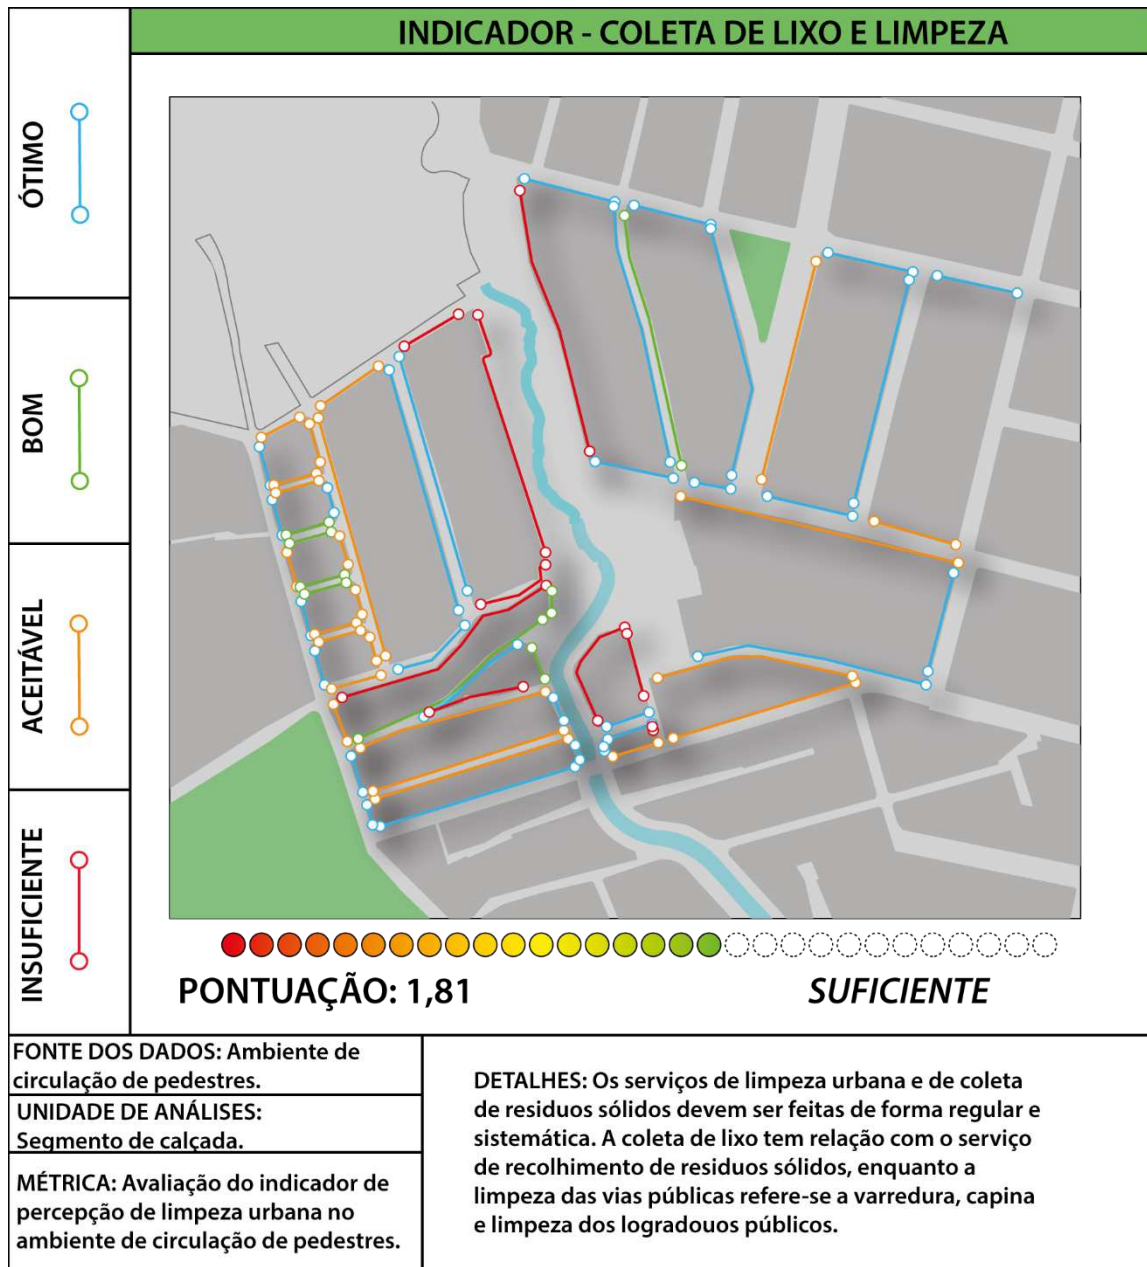 INDICADOR - COLETA DE LIXO E LIMPEZA
ÓTIMO
BOM
ACEITÁVEL
INSUFICIENTE
PONTUAÇÃO: 1,81
SUFICIENTE
FONTE DOS DADOS: Ambiente de
circulação de pedestres.
UNIDADE DE ANÁLISES:
Segmento de calçada.
MÉTRICA: Avaliação do indicador de
percepção de limpeza urbana no
ambiente de circulação de pedestres.
DETALHES: Os serviços de limpeza urbana e de coleta
de residuos sólidos devem ser feitas de forma regular e
sistemática. A coleta de lixo tem relação com o serviço
de recolhimento de residuos sólidos, enquanto a
limpeza das vias públicas refere-se a varredura, capina
e limpeza dos logradouos públicos.